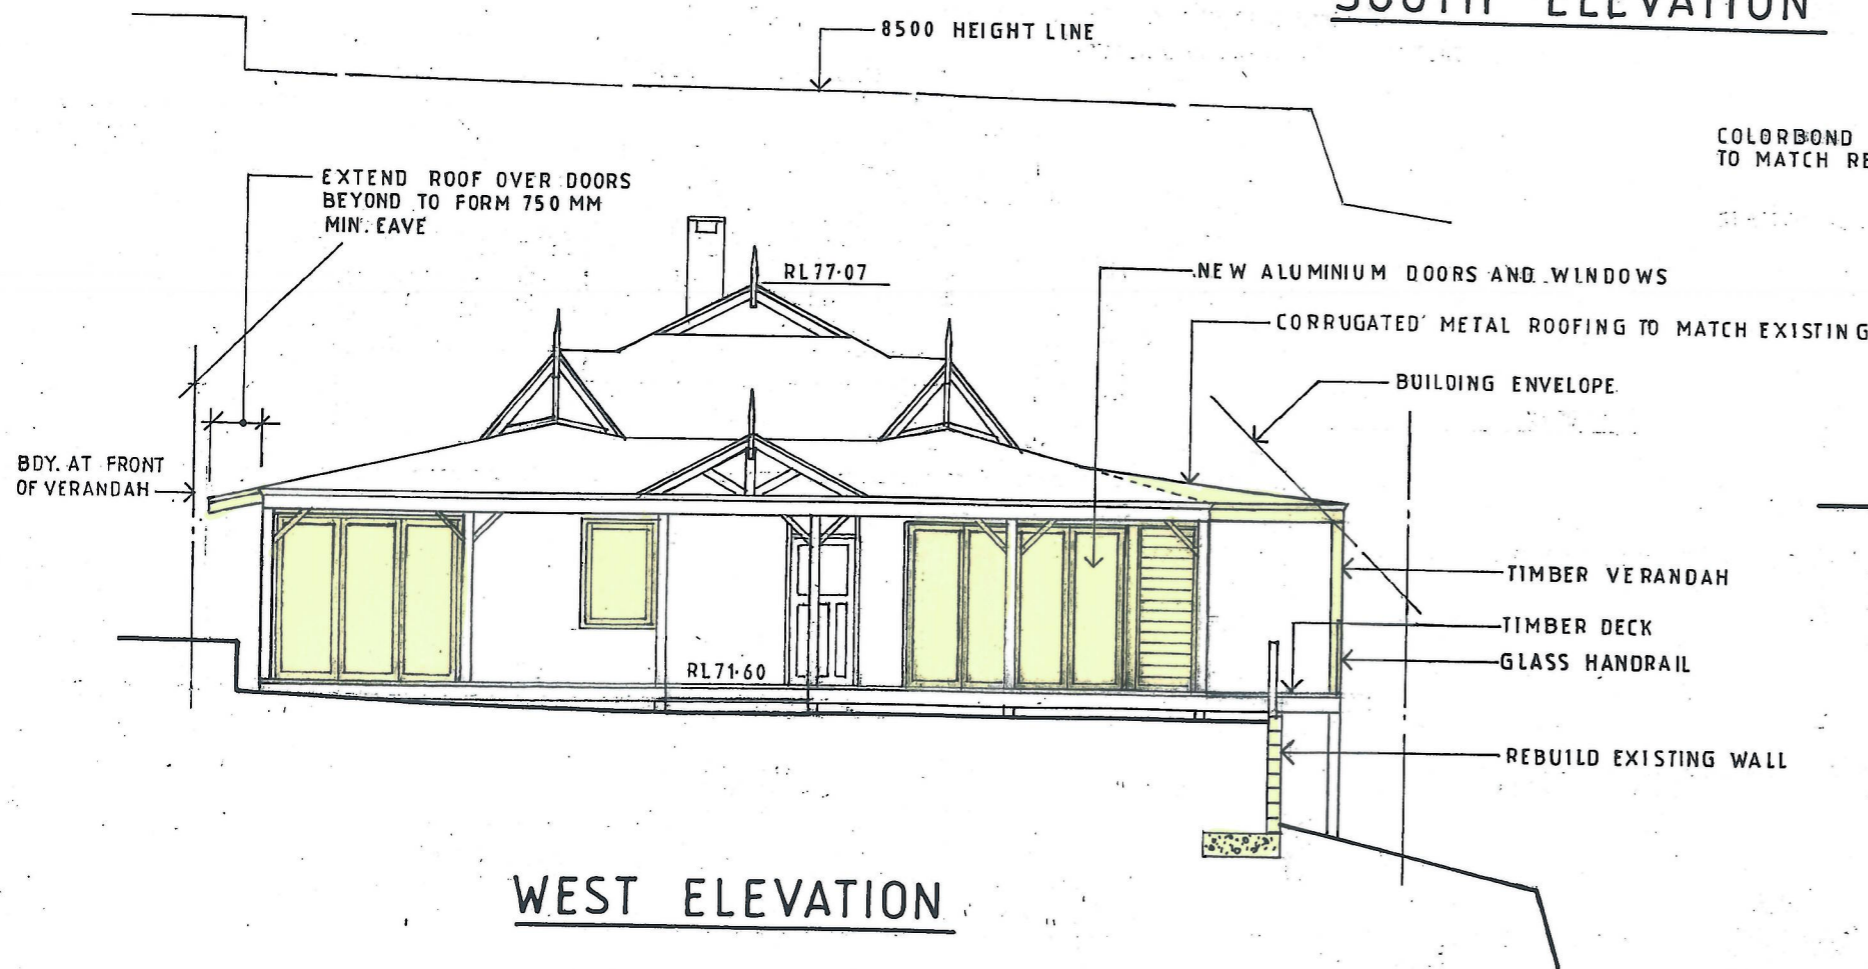 SOUTH ELEVATION
8500 HEIGHT LINE
COLORBOND
TO MATCH RE
EXTEND ROOF OVER DOORS
BEYOND TO FORM 750 MM
MIN. EAVE
RL77·07
NEW ALUMINIUM DOORS AND WINDOWS
CORRUGATED METAL ROOFING TO MATCH EXISTING
BUILDING ENVELOPE
BDY. AT FRONT
OF VERANDAH
TIMBER VERANDAH
TIMBER DECK
GLASS HANDRAIL
RL71·60
REBUILD EXISTING WALL
WEST ELEVATION